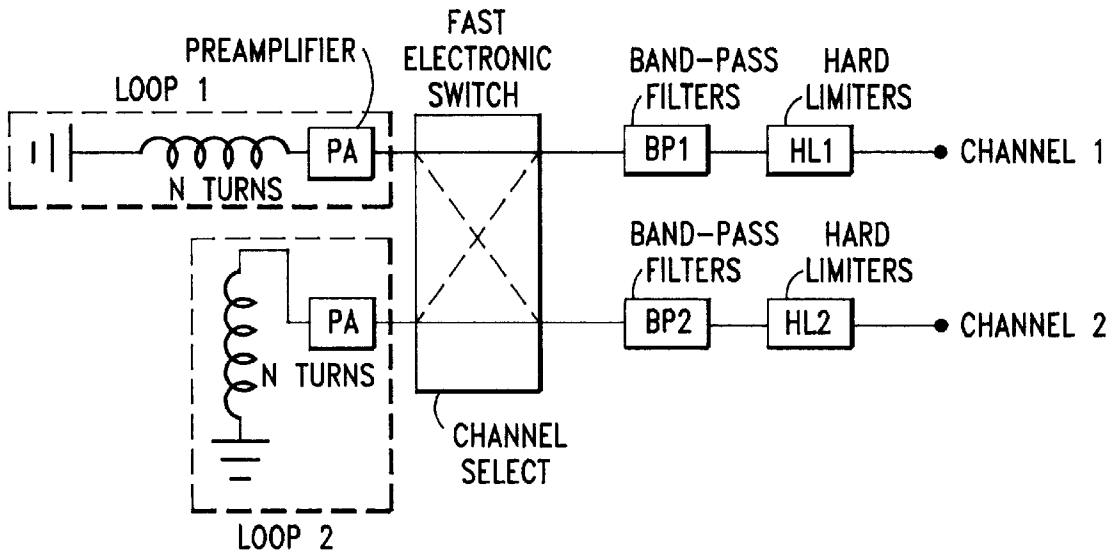 FAST
ELECTRONIC
SWITCH
PREAMPLIFIER
LOOP 1
PA
N TURNS
BAND-PASS
FILTERS
BP1
HARD
LIMITERS
HL1
CHANNEL 1
PA
N TURNS
LOOP 2
CHANNEL
SELECT
BAND-PASS
FILTERS
BP2
HARD
LIMITERS
HL2
CHANNEL 2